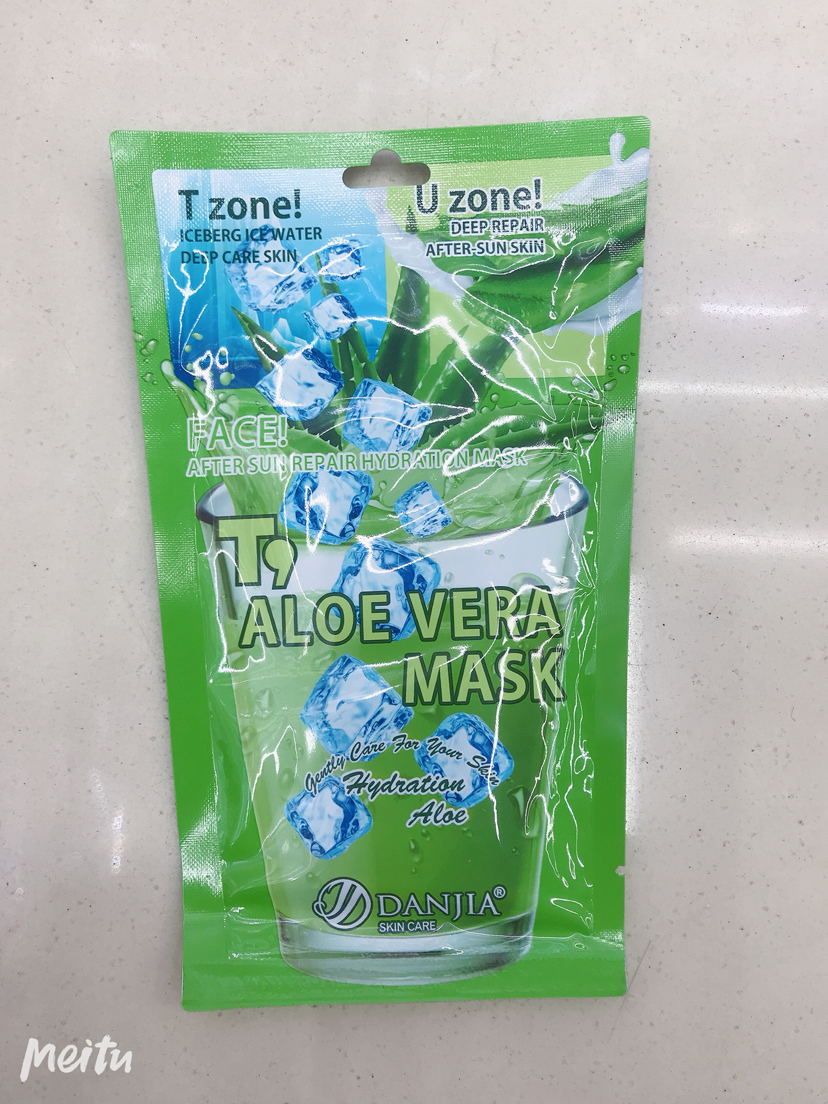 T zone!
ICEBERG ICE WATER
DEEP CARE SKIN
U zone!
DEEP REPAIR
AFTER-SUN SKIN
FACE!
AFTER SUN REPAIR HYDRATION MASK
T,
ALOE VERA
MASK
Gently Care For Your Skin
Hydration
Aloe
DANJIA®
SKIN CARE
Meitu